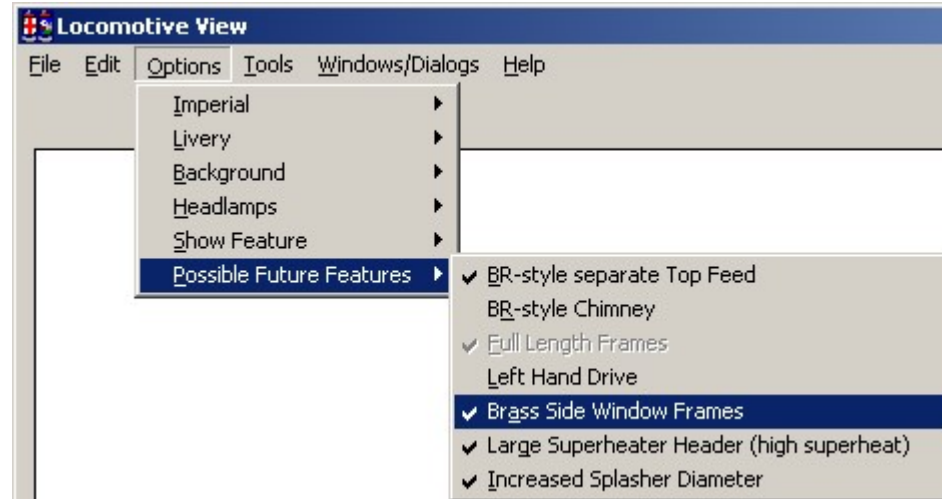 Locomotive View
File Edit Options Tools Windows/Dialogs Help
Imperial
Livery
Background
Headlamps
Show Feature
Possible Future Features
BR-style separate Top Feed
BR-style Chimney
Full Length Frames
Left Hand Drive
Brass Side Window Frames
Large Superheater Header (high superheat)
Increased Splasher Diameter